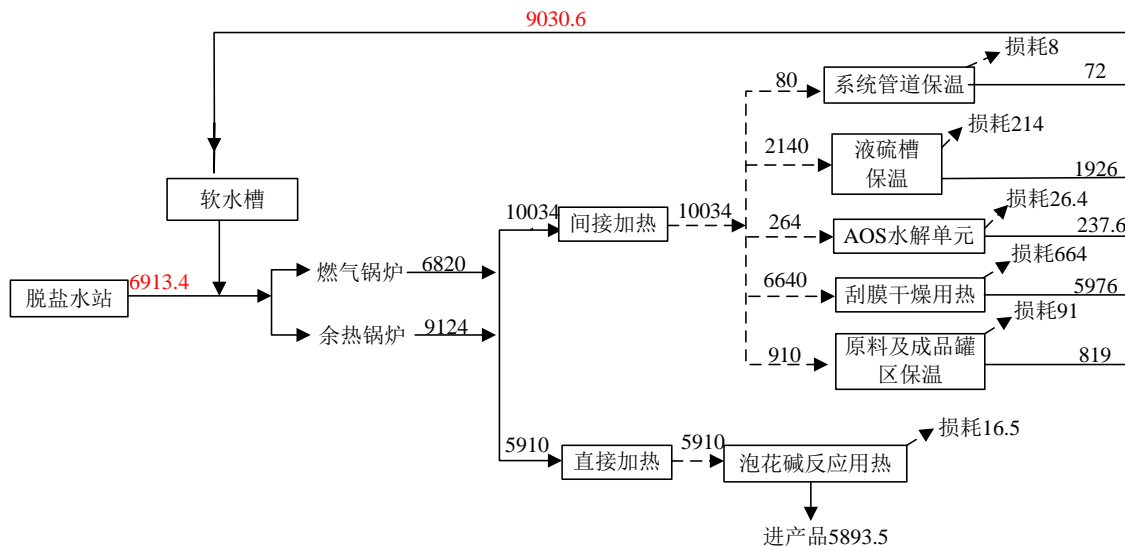 9030.6
损耗8
80
系统管道保温
72
损耗214
2140
液硫槽
保温
1926
软水槽
损耗26.4
10034
间接加热
10034
264
AOS水解单元
237.6
脱盐水站
6913.4
燃气锅炉
6820
损耗664
6640
刮膜干燥用热
5976
余热锅炉
9124
损耗91
910
原料及成品罐
区保温
819
损耗16.5
5910
直接加热
5910
泡花碱反应用热
进产品5893.5